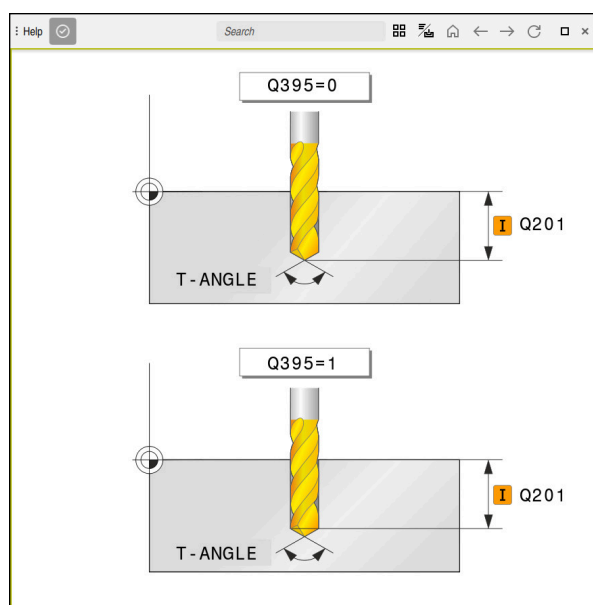 Help
Search
Q395=0
I Q201
T-ANGLE
Q395=1
I Q201
T-ANGLE